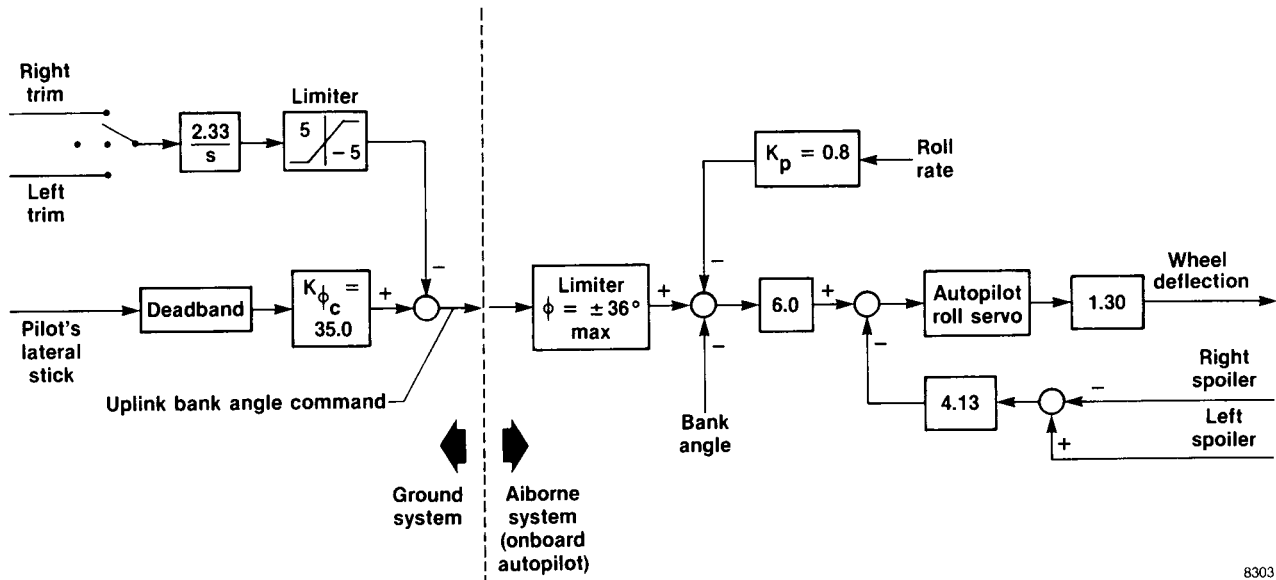 Right
trim
Left
trim
2.33
s
Limiter
5
– 5
–
Pilot's
lateral
stick
Deadband
K ϕc =
35.0
+
Uplink bank angle command
Ground
system
Aiborne
system
(onboard
autopilot)
Limiter
ϕ = ± 36°
max
+
–
–
Kp = 0.8
Roll
rate
Bank
angle
6.0
+
–
Autopilot
roll servo
1.30
Wheel
deflection
4.13
–
+
Right
spoiler
Left
spoiler
8303